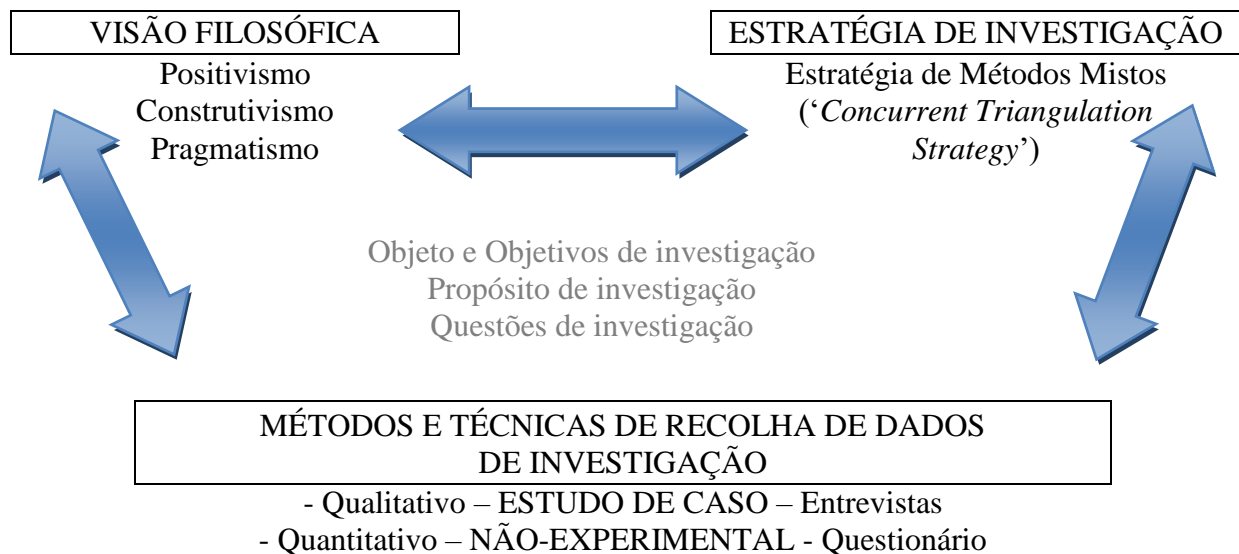 VISÃO FILOSÓFICA
Positivismo
Construtivismo
Pragmatismo
ESTRATÉGIA DE INVESTIGAÇÃO
Estratégia de Métodos Mistos
(‘Concurrent Triangulation
Strategy’)
Objeto e Objetivos de investigação
Propósito de investigação
Questões de investigação
MÉTODOS E TÉCNICAS DE RECOLHA DE DADOS
DE INVESTIGAÇÃO
- Qualitativo – ESTUDO DE CASO – Entrevistas
- Quantitativo – NÃO-EXPERIMENTAL - Questionário